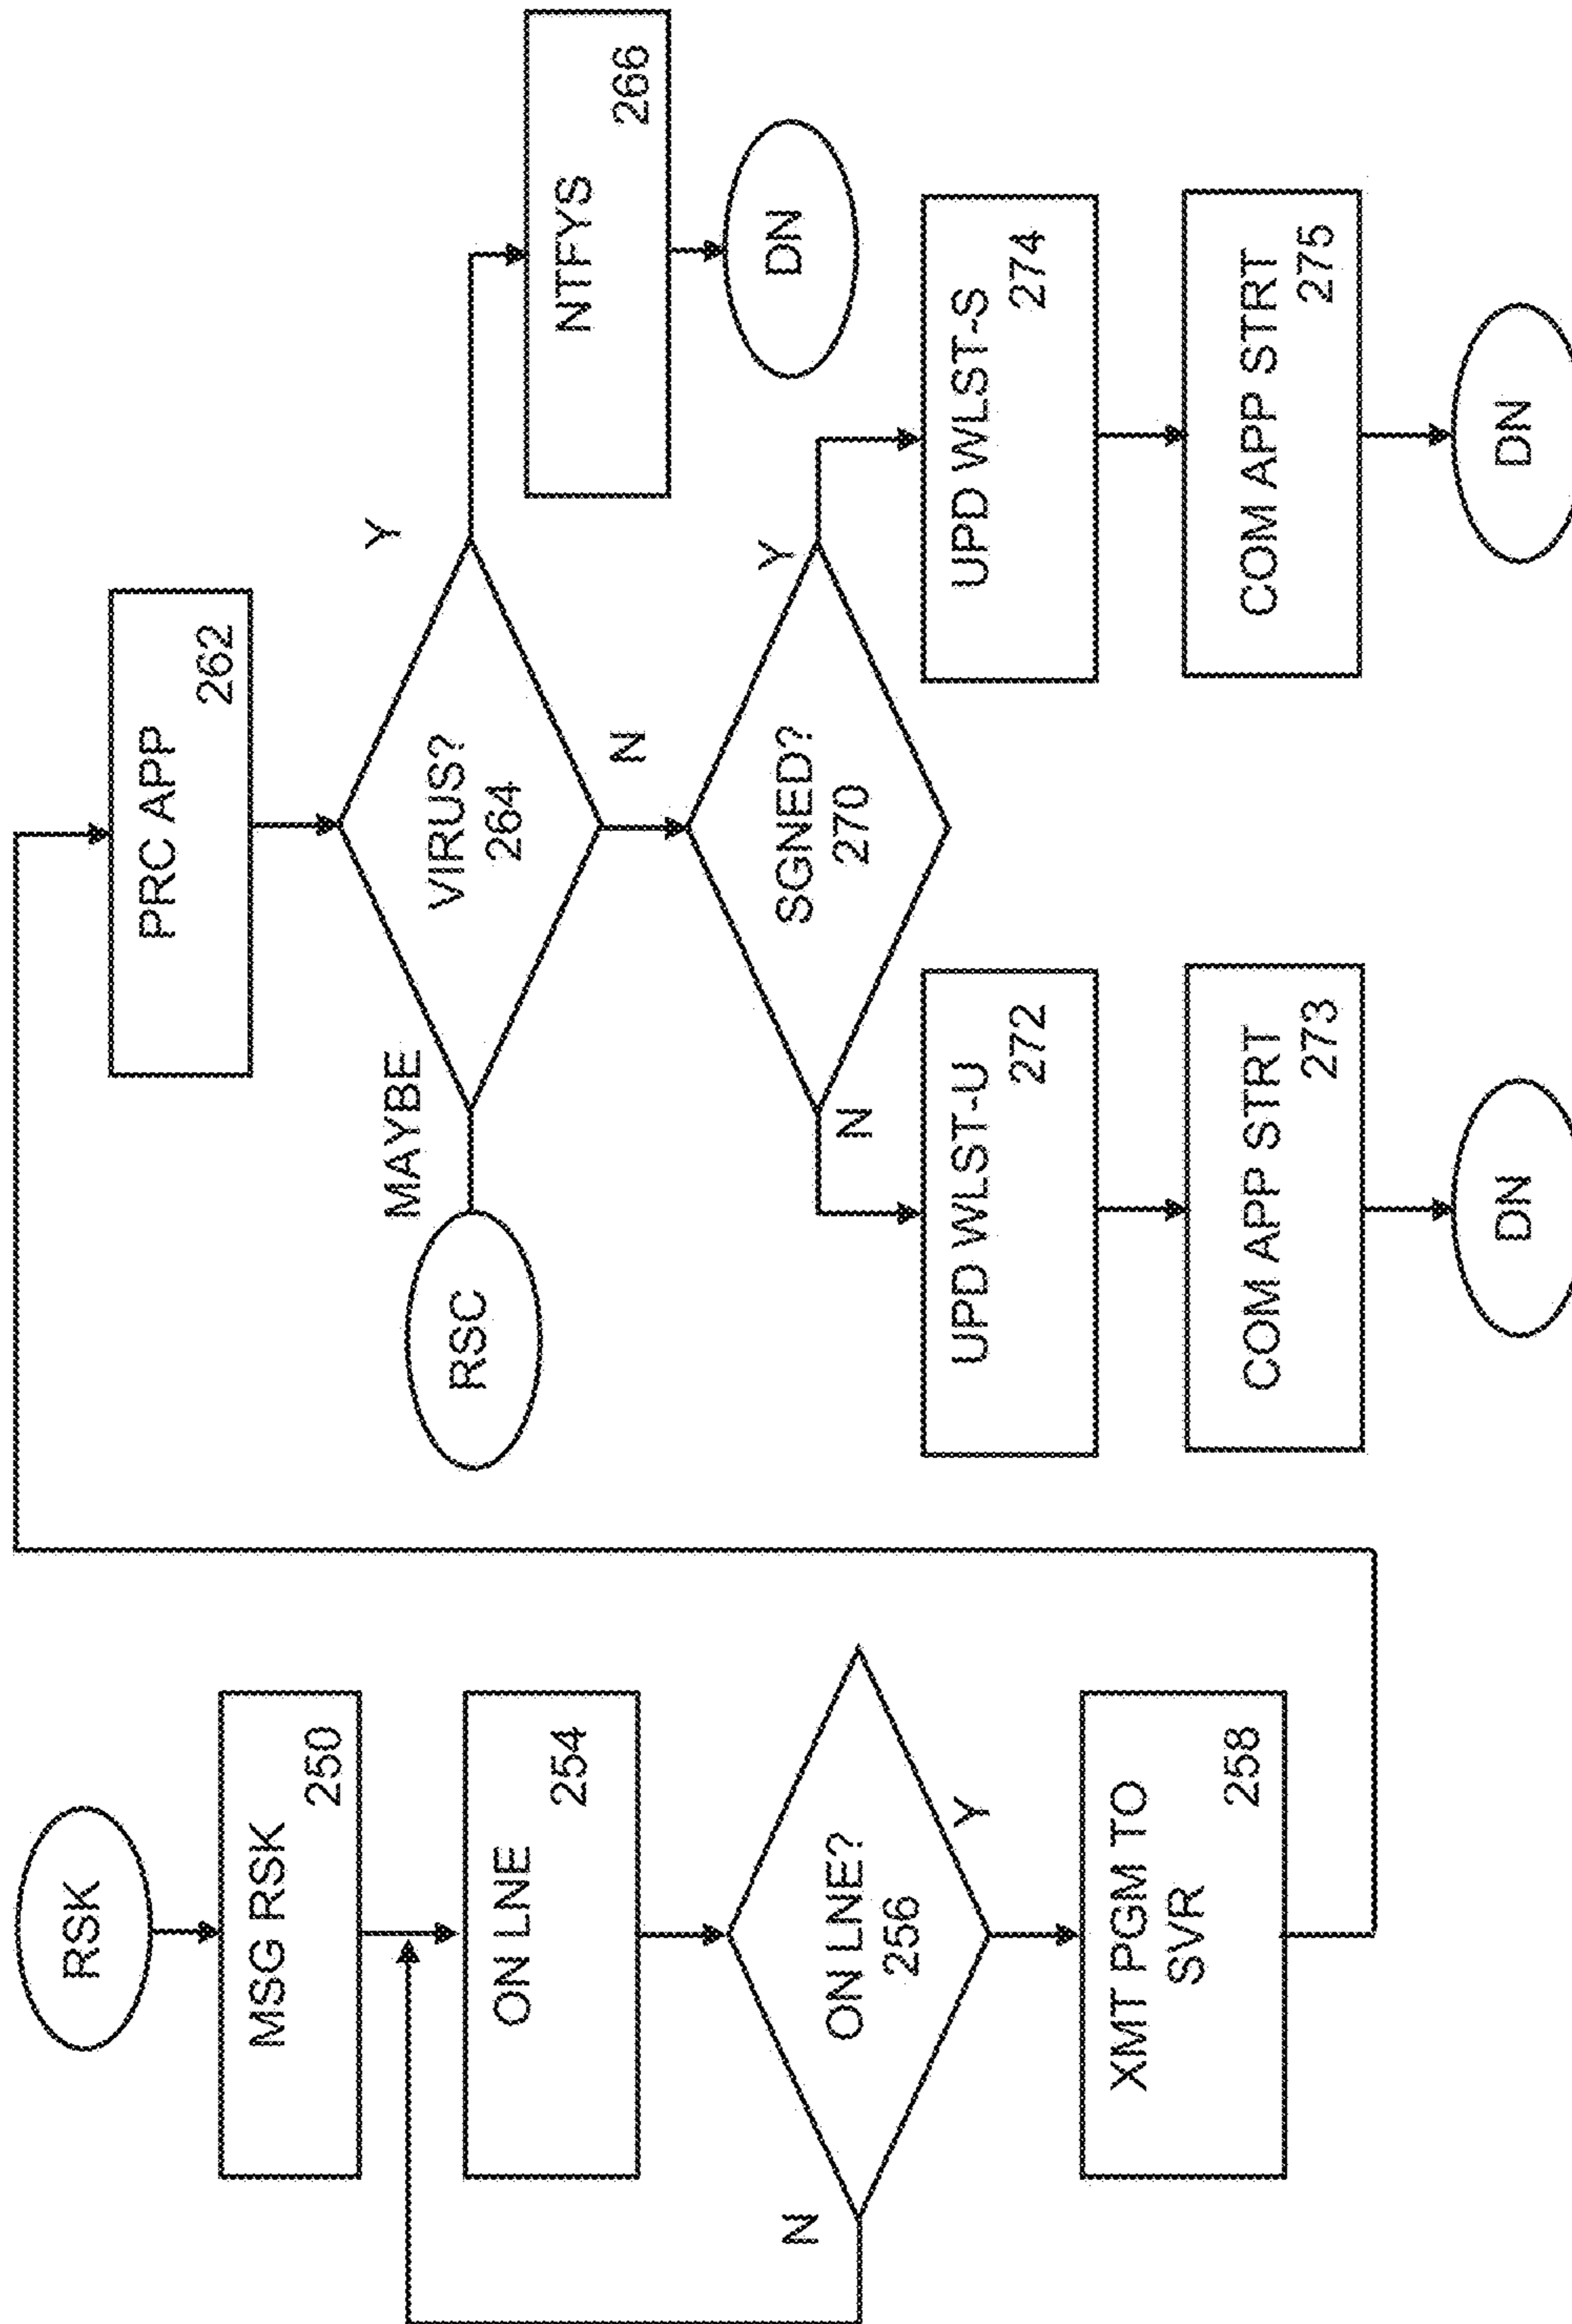 RSK
MSG RSK
250
ON LNE
254
ON LNE?
256
N
Y
XMT PGM TO
SVR
258
PRC APP
262
VIRUS?
264
MAYBE
Y
N
RSC
NTFYS
266
DN
SGNED?
270
N
Y
UPD WLST-U
272
COM APP STRT
273
DN
UPD WLST-S
274
COM APP STRT
275
DN